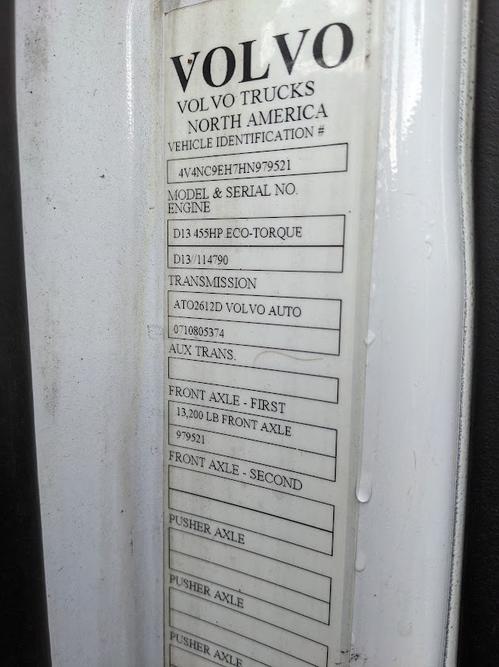 VOLVO
VOLVO TRUCKS
NORTH AMERICA
VEHICLE IDENTIFICATION #
4V4NC9EH7HN979521
MODEL & SERIAL NO.
ENGINE
D13 455HP ECO-TORQUE
D13//114790
TRANSMISSION
ATO2612D VOLVO AUTO
0710805374
AUX TRANS.
FRONT AXLE - FIRST
13,200 LB FRONT AXLE
979521
FRONT AXLE - SECOND
PUSHER AXLE
PUSHER AXLE
PUSHER AXLE